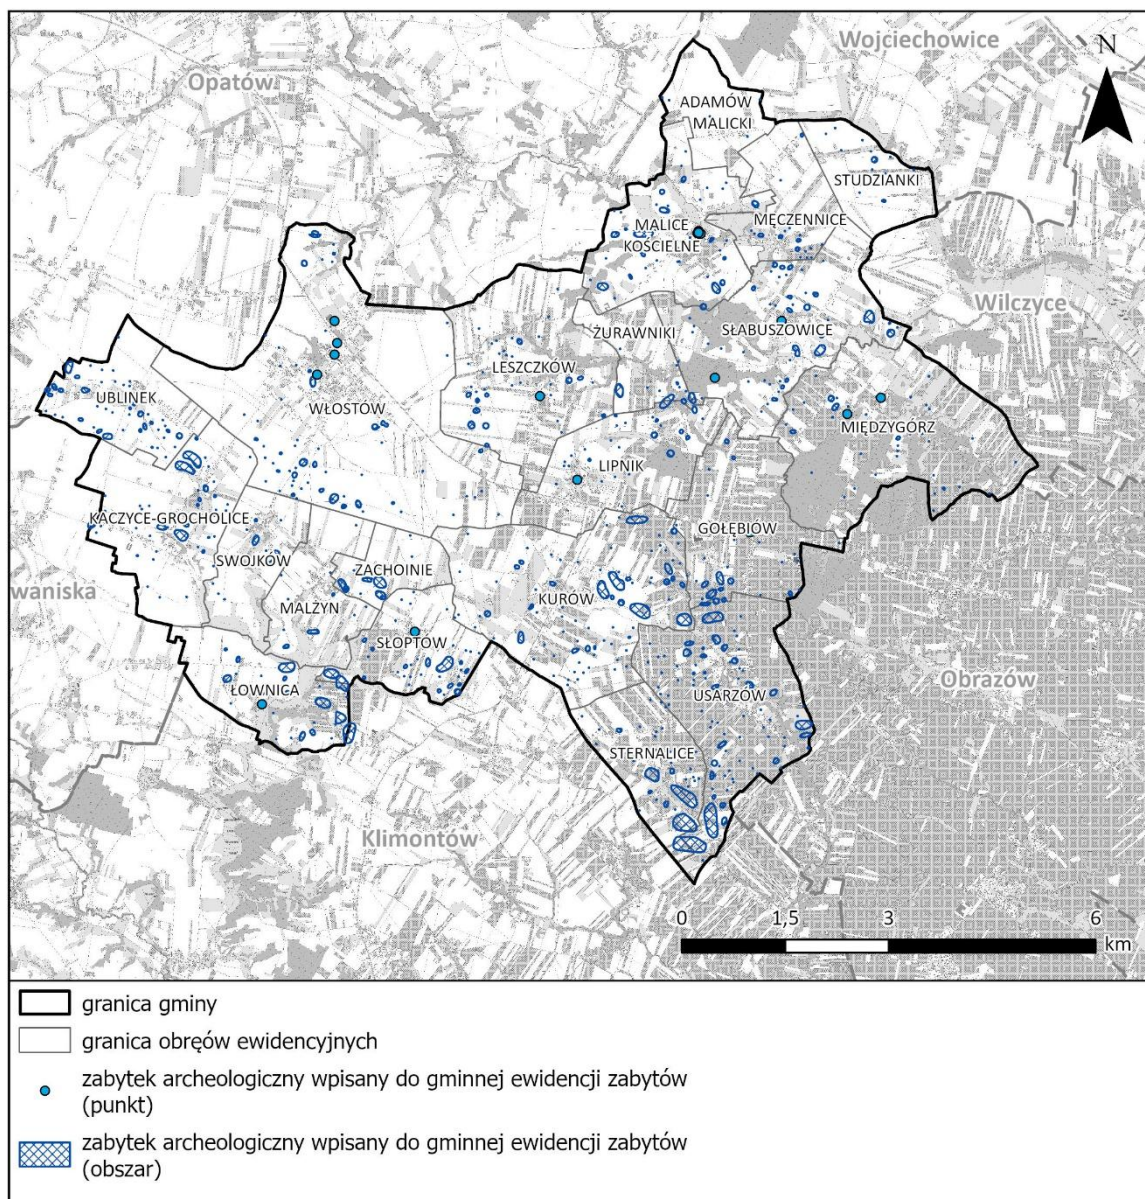 Wojciechowice
N
Opatów
ADAMÓW
MALICKI
STUDZIANKI
MALICE
KOŚCIELNE
MĘCZENNICE
Wilczyce
ŻURAWNIKI
SŁABUSZOWICE
LESZCZKÓW
UBLINEK
WŁOSTÓW
MIĘDZYGÓRZ
LIPNIK
KACZYCE-GROCHOLICE
GOŁĘBIÓW
SWOJKÓW
ZACHOINIE
waniska
MALŻYN
KURÓW
SŁOPTÓW
Obrazów
ŁOWNICA
USARZÓW
STERNALICE
Klimontów
0 1,5 3 6
km
granica gminy
granica obręów ewidencyjnych
zabytek archeologiczny wpisany do gminnej ewidencji zabytów
(punkt)
zabytek archeologiczny wpisany do gminnej ewidencji zabytów
(obszar)